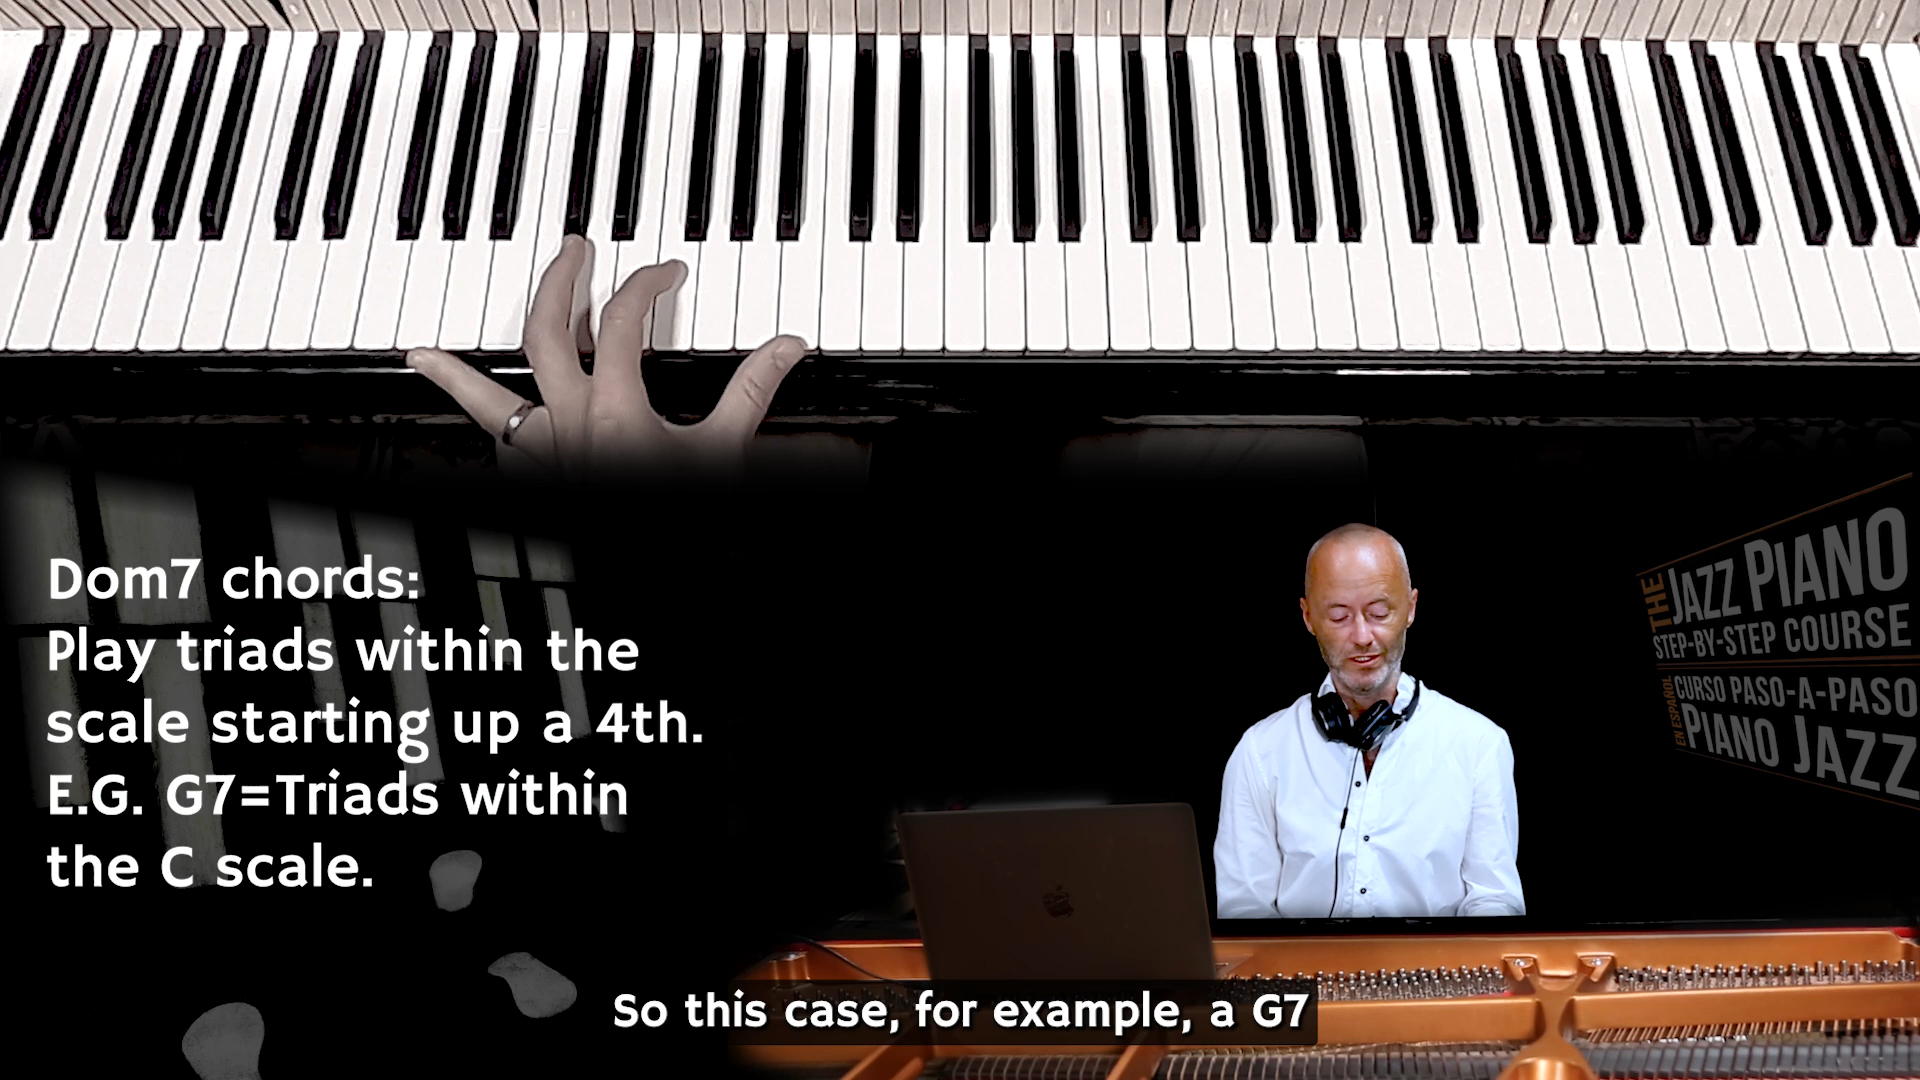 Dom7 chords:
Play triads within the
scale starting up a 4th.
E.G. G7=Triads within
the C scale.
THE JAZZ PIANO
STEP-BY-STEP COURSE
EN ESPAÑOL
CURSO PASO-A-PASO
PIANO JAZZ
So this case, for example, a G7